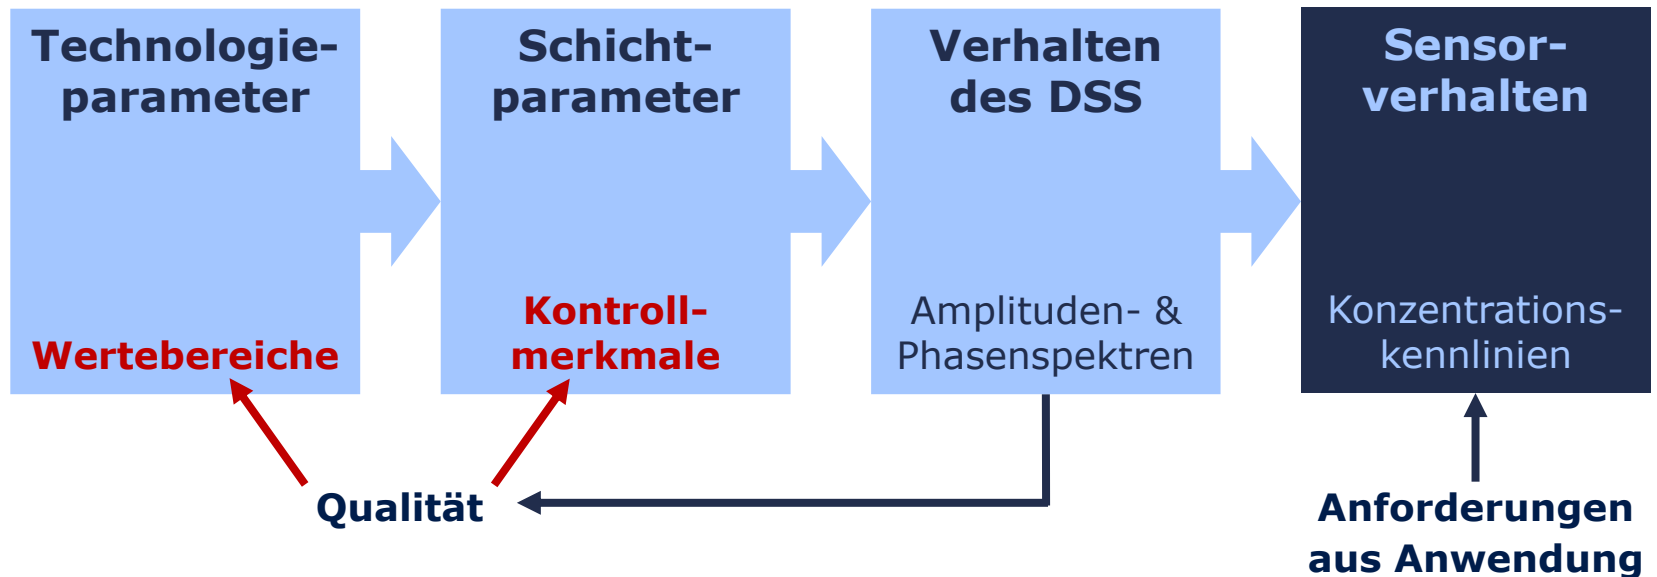 Technologie-
parameter
Wertebereiche
Schicht-
parameter
Kontroll-
merkmale
Verhalten
des DSS
Amplituden- &
Phasenspektren
Sensor-
verhalten
Konzentrations-
kennlinien
Qualität
Anforderungen
aus Anwendung